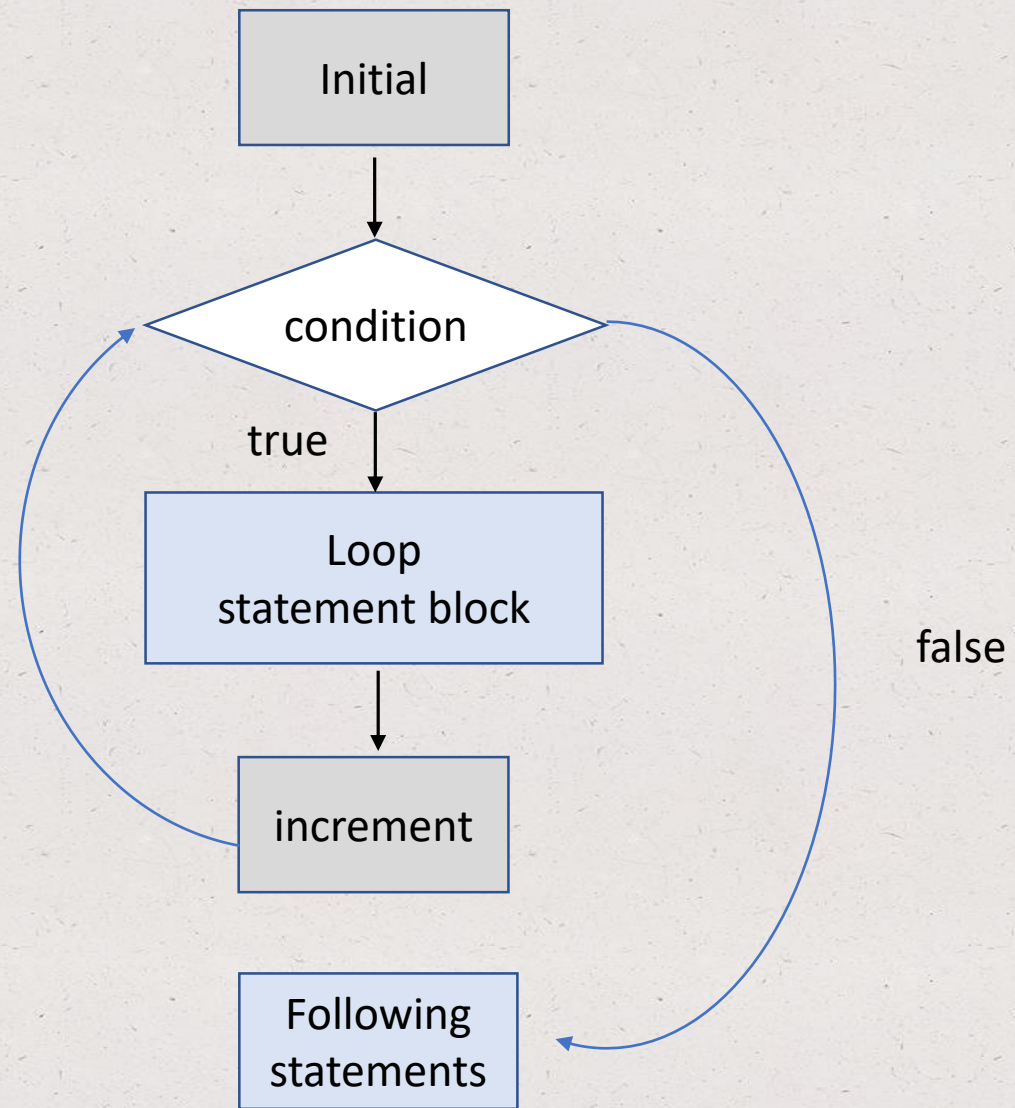 Initial
condition
true
Loop
statement block
false
increment
Following
statements